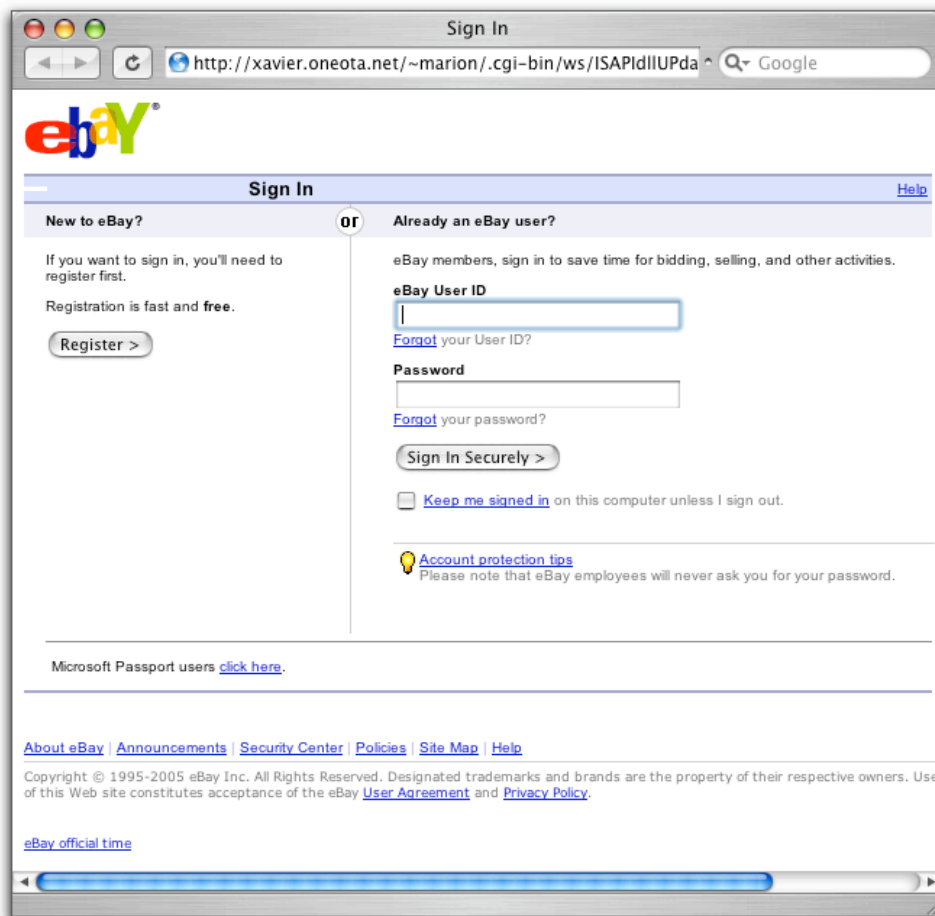 Sign In
http://xavier.oneota.net/~marion/.cgi-bin/ws/ISAPIdllUPda
Google
ebay®
Sign In
Help
New to eBay?
or
Already an eBay user?
If you want to sign in, you'll need to
register first.
Registration is fast and free.
Register >
eBay members, sign in to save time for bidding, selling, and other activities.
eBay User ID
Forgot your User ID?
Password
Forgot your password?
Sign In Securely >
Keep me signed in on this computer unless I sign out.
Account protection tips
Please note that eBay employees will never ask you for your password.
Microsoft Passport users click here.
About eBay | Announcements | Security Center | Policies | Site Map | Help
Copyright © 1995-2005 eBay Inc. All Rights Reserved. Designated trademarks and brands are the property of their respective owners. Use
of this Web site constitutes acceptance of the eBay User Agreement and Privacy Policy.
eBay official time